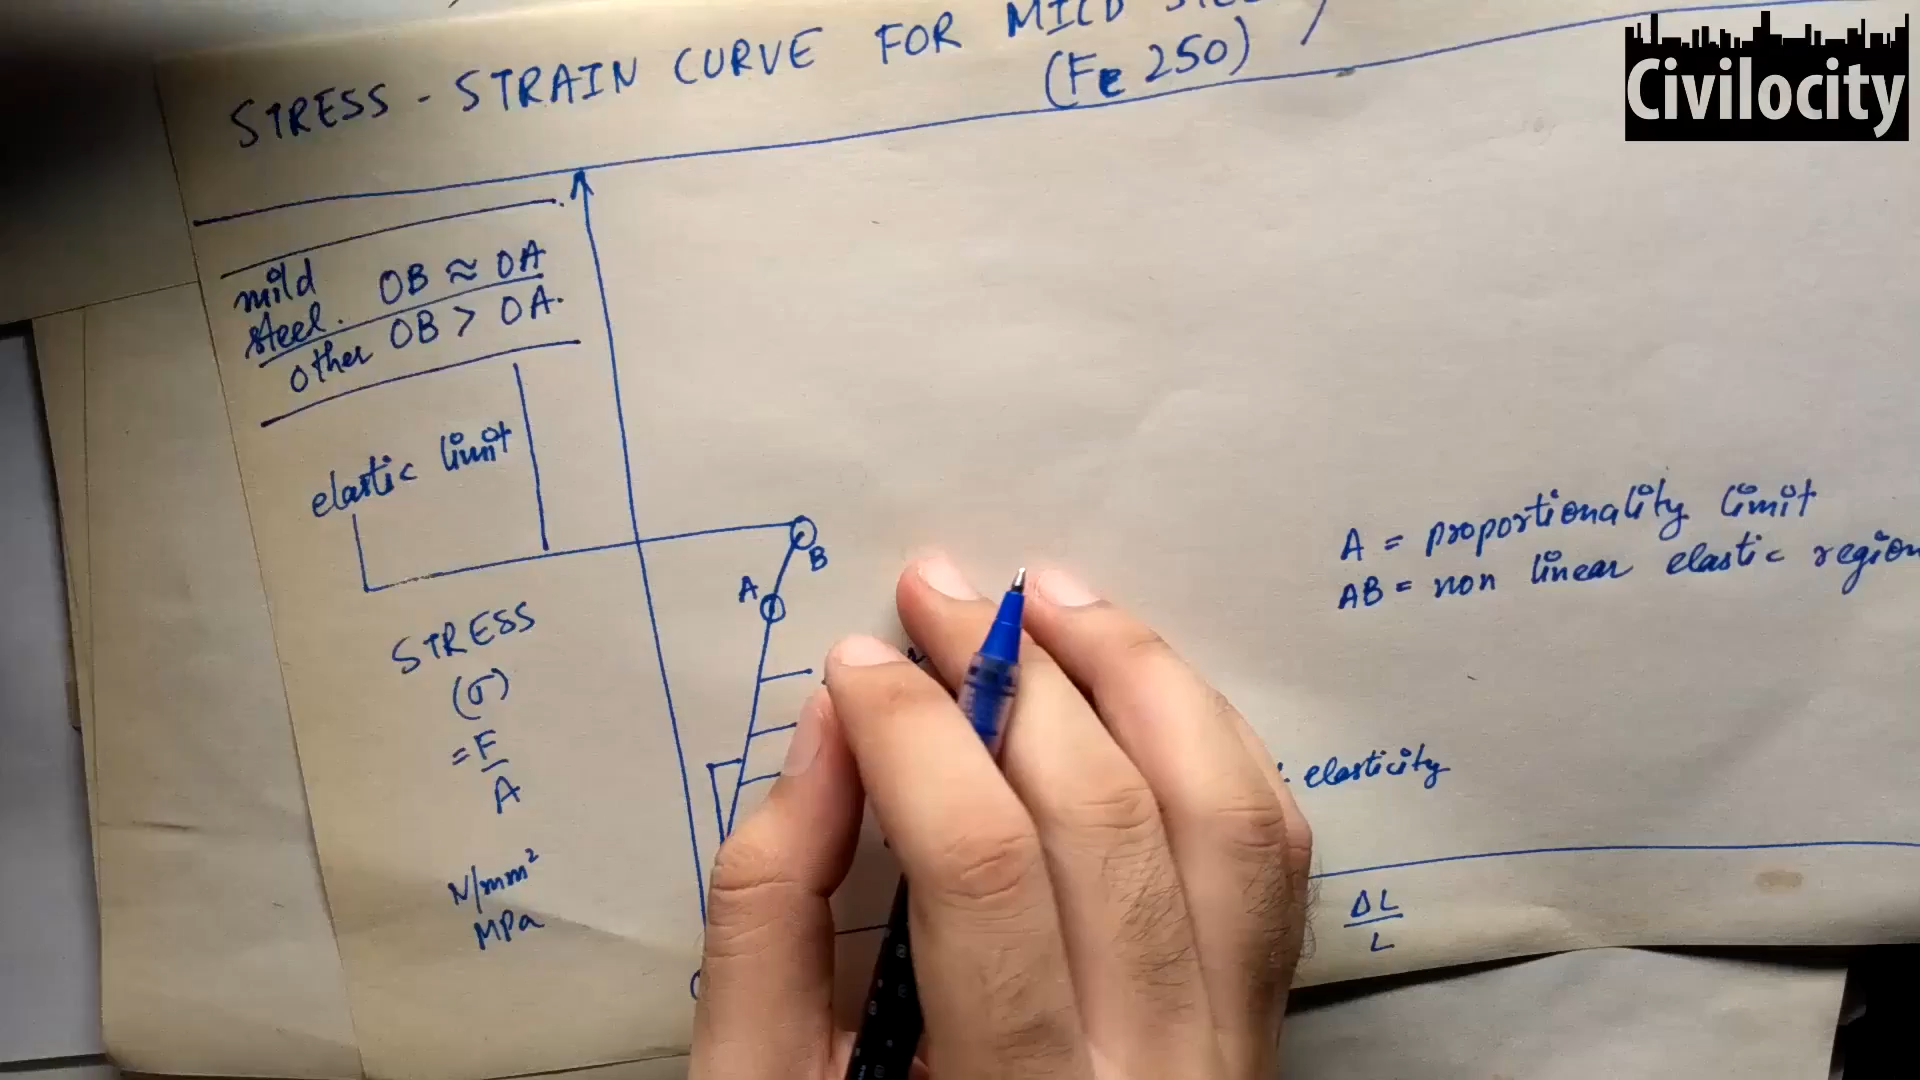 STRESS - STRAIN CURVE FOR MILD
(Fe 250)
Civilocity
mild
steel. OB ≈ OA
other OB > OA.
elastic limit
STRESS
(σ)
= F
A
N/mm²
MPa
A
B
A = proportionality limit
AB = non linear elastic region
elasticity
ΔL
L